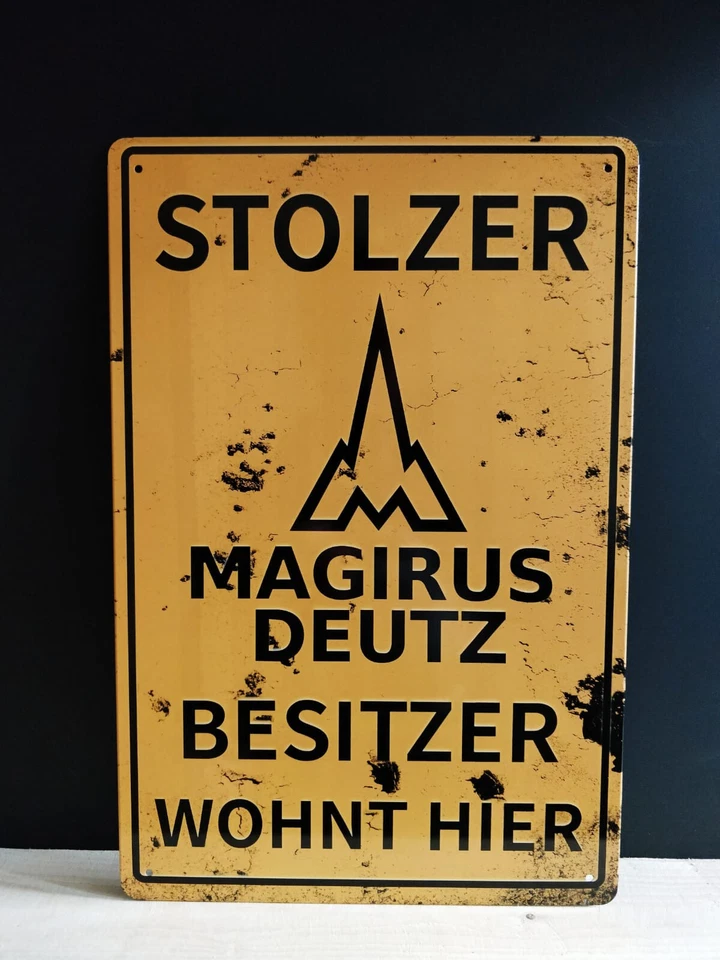 STOLZER
MAGIRUS
DEUTZ
BESITZER
WOHNT HIER